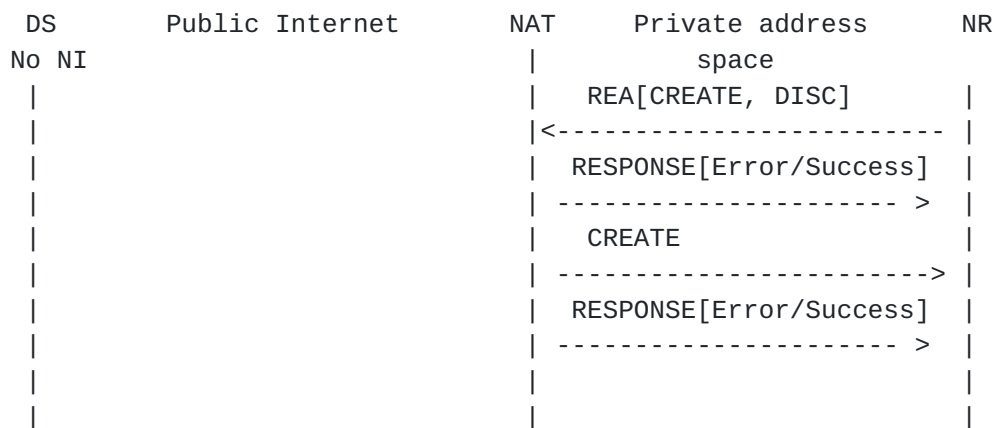 DS       Public Internet       NAT     Private address      NR
No NI                            |          space
 |                               |   REA[CREATE, DISC]       |
 |                               |<------------------------- |
 |                               |  RESPONSE[Error/Success]  |
 |                               | ---------------------- >  |
 |                               |   CREATE                  |
 |                               | ------------------------> |
 |                               |  RESPONSE[Error/Success]  |
 |                               | ---------------------- >  |
 |                               |                           |
 |                               |                           |